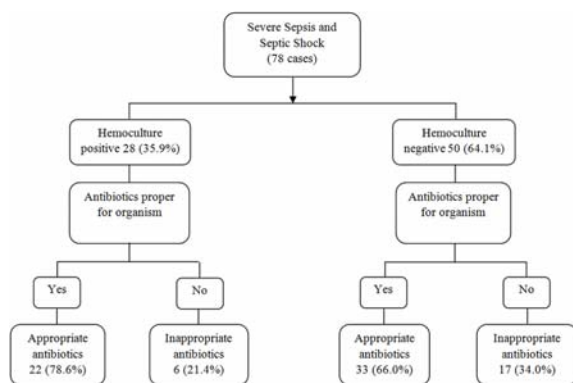 Severe Sepsis and
Septic Shock
(78 cases)
Hemoculture
positive 28 (35.9%)
Hemoculture
negative 50 (64.1%)
Antibiotics proper
for organism
Antibiotics proper
for organism
Yes
No
Yes
No
Appropriate
antibiotics
22 (78.6%)
Inappropriate
antibiotics
6 (21.4%)
Appropriate
antibiotics
33 (66.0%)
Inappropriate
antibiotics
17 (34.0%)